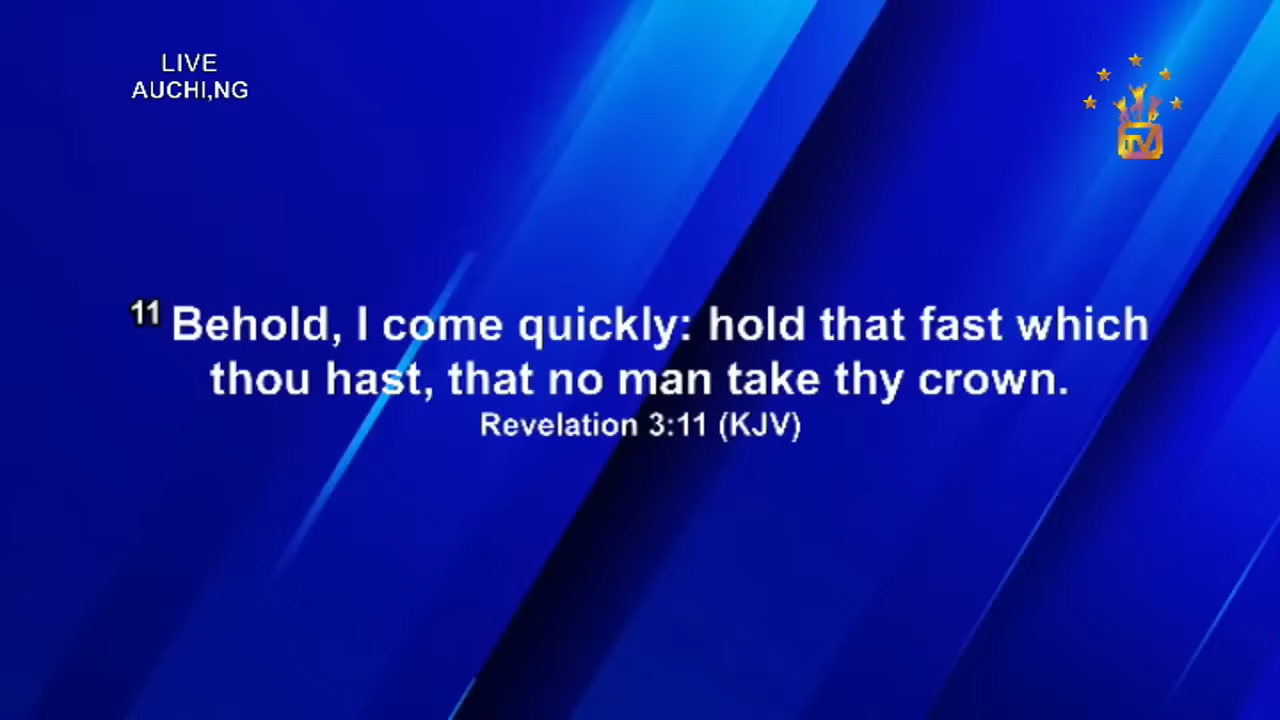 LIVE
AUCHI,NG
TV
11 Behold, I come quickly: hold that fast which
thou hast, that no man take thy crown.
Revelation 3:11 (KJV)